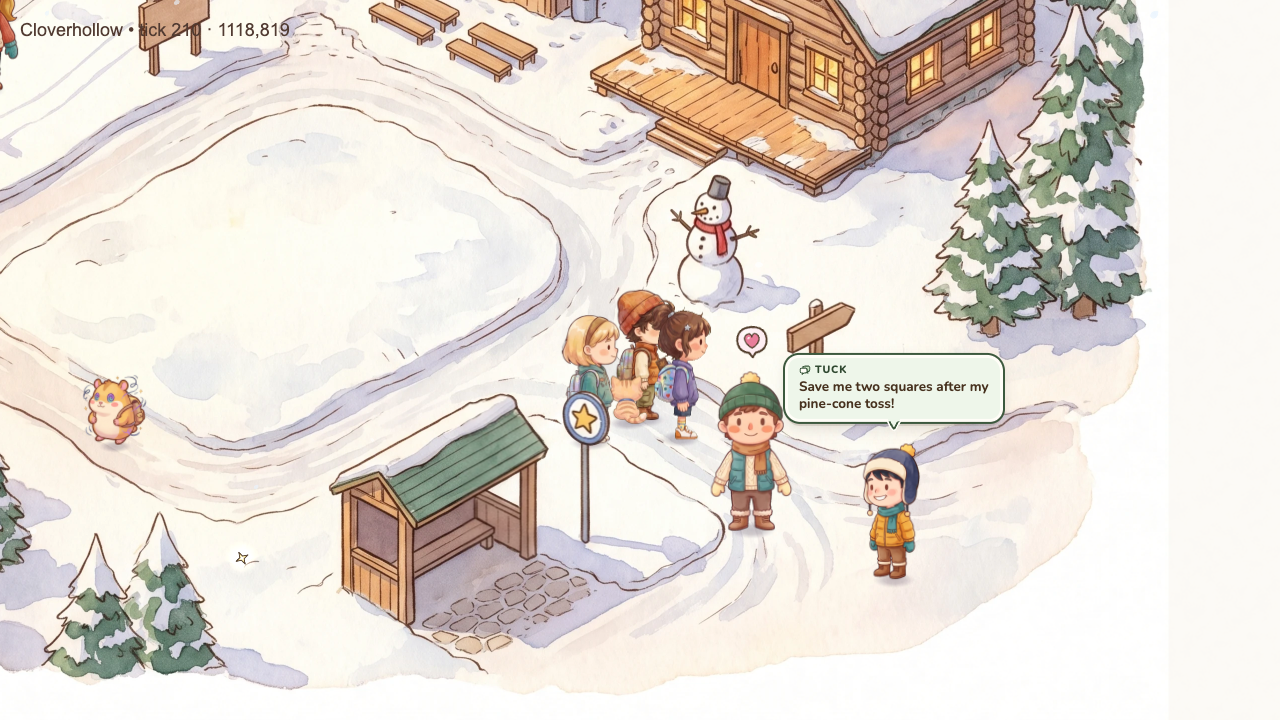 Cloverhollow • tick 210 · 1118,819
TUCK
Save me two squares after my
pine-cone toss!